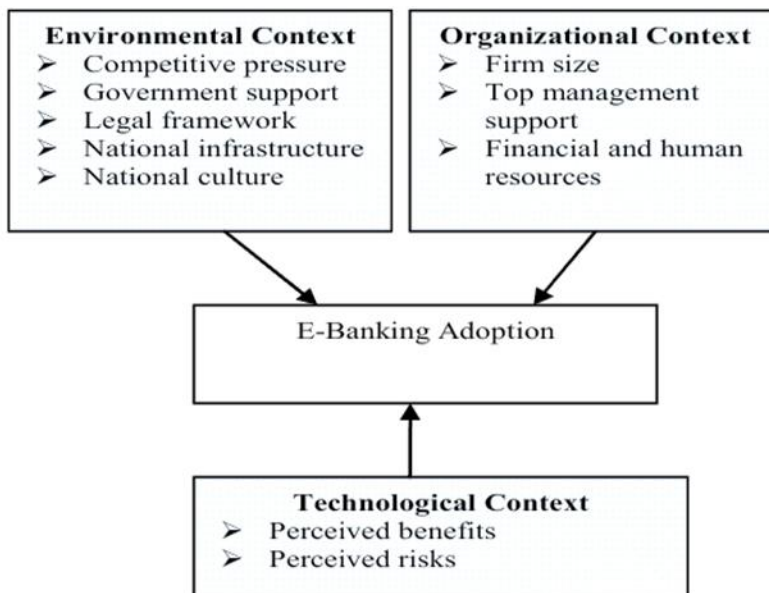 Environmental Context
➢ Competitive pressure
➢ Government support
➢ Legal framework
➢ National infrastructure
➢ National culture
Organizational Context
➢ Firm size
➢ Top management
support
➢ Financial and human
resources
E-Banking Adoption
Technological Context
➢ Perceived benefits
➢ Perceived risks